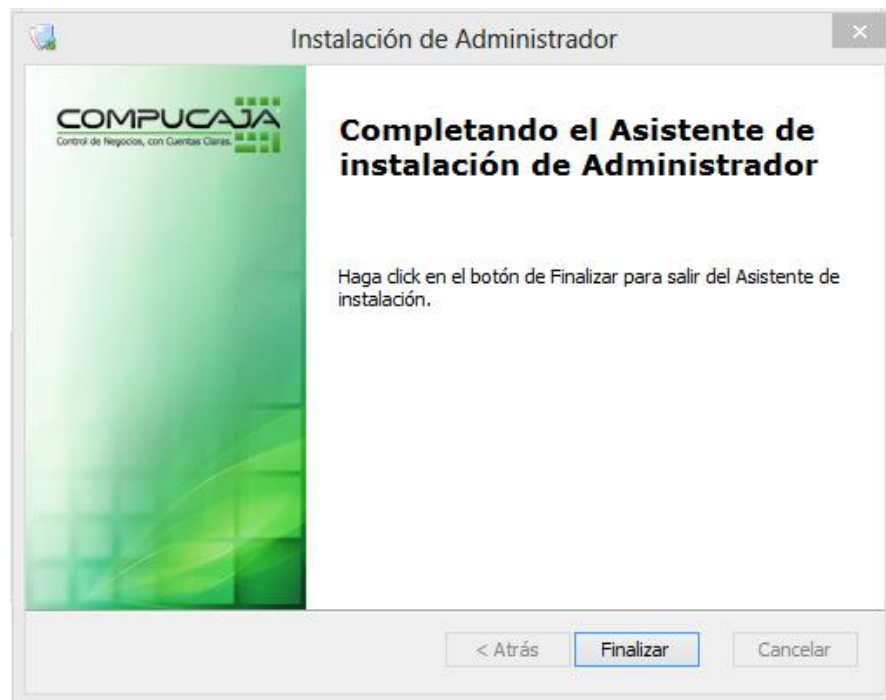 Instalación de Administrador
COMPUCAJA
Control de Negocios, con Cuentas Claras.
Completando el Asistente de
instalación de Administrador
Haga click en el botón de Finalizar para salir del Asistente de
instalación.
< Atrás
Finalizar
Cancelar